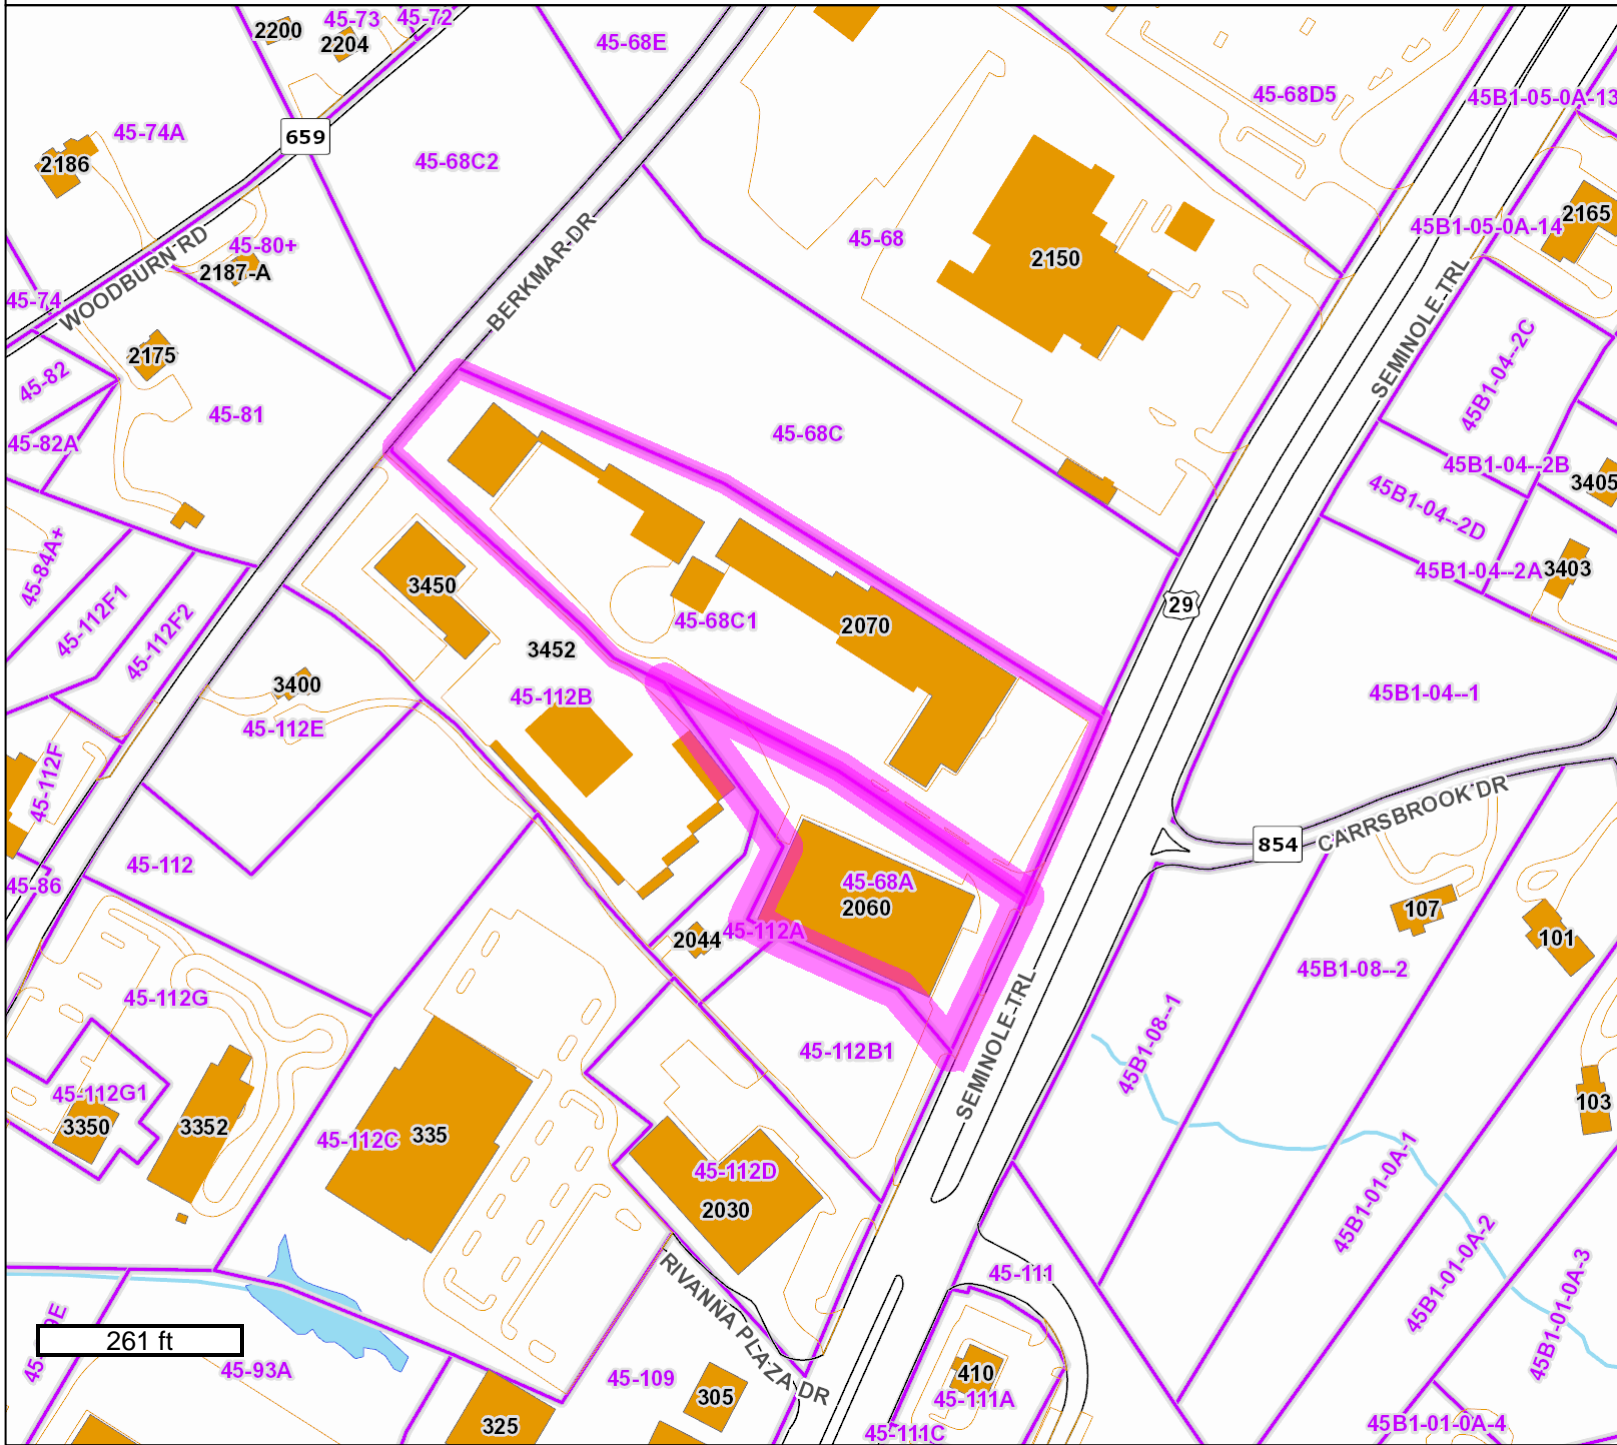 45-73
45-72
2200
2204
45-68E
45-68D5
45B1-05-0A-13
45-74A
659
2186
45-68C2
2165
45B1-05-0A-14
45-68
2150
WOODBURN RD
45-80+
2187-A
BERKMAR DR
45-74
SEMINOLE TRL
2175
45-82
45B1-04--2C
45-81
45-68C
45-82A
45B1-04--2B
3405
45B1-04--2D
45-84A+
3450
45B1-04--2A
3403
29
45-112F1
45-112F2
45-68C1
2070
3452
3400
45-112B
45B1-04--1
45-112E
45-112F
CARRSBROOK DR
854
45-112
45-86
45-68A
2060
107
2044
45-112A
101
45B1-08--2
45-112G
45B1-08--1
SEMINOLE TRL
45-112B1
45-112G1
3350
3352
45-112C
335
103
45-112D
2030
45B1-01-0A-1
45B1-01-0A-2
45B1-01-0A-3
45-111
RIVANNA PLAZA DR
261 ft
45-93A
45-109
305
410
45-111A
325
45-111C
45B1-01-0A-4